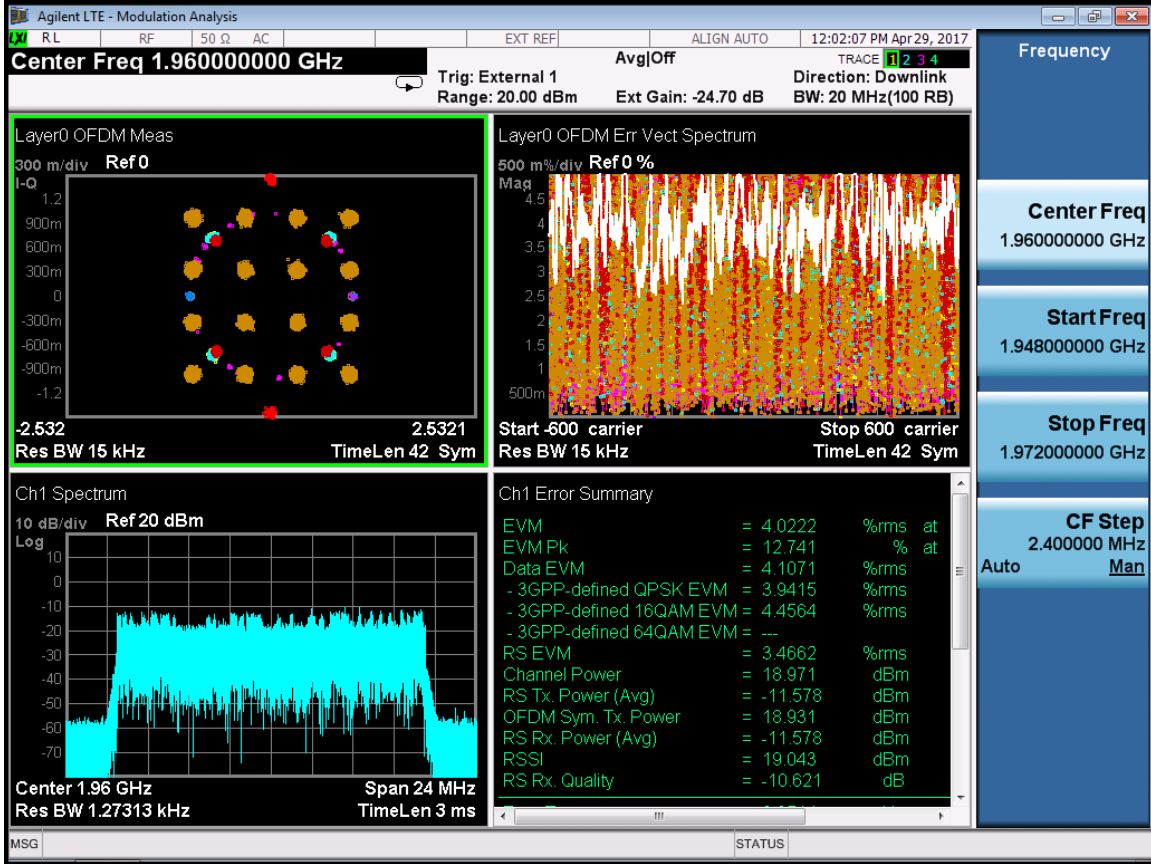 Agilent LTE - Modulation Analysis
LXI RL RF 50 Ω AC EXT REF ALIGN AUTO 12:02:07 PM Apr 29, 2017
Center Freq 1.960000000 GHz
Avg|Off
TRACE 1 2 3 4
Trig: External 1
Direction: Downlink
Range: 20.00 dBm Ext Gain: -24.70 dB BW: 20 MHz(100 RB)
Layer0 OFDM Meas
300 m/div Ref 0
I-Q
1.2
900m
600m
300m
0
-300m
-600m
-900m
-1.2
-2.532 2.5321
Res BW 15 kHz TimeLen 42 Sym
Layer0 OFDM Err Vect Spectrum
500 m%/div Ref 0 %
Mag
4.5
4
3.5
3
2.5
2
1.5
1
500m
Start -600 carrier Stop 600 carrier
Res BW 15 kHz TimeLen 42 Sym
Ch1 Spectrum
10 dB/div Ref 20 dBm
Log
10
0
-10
-20
-30
-40
-50
-60
-70
Center 1.96 GHz Span 24 MHz
Res BW 1.27313 kHz TimeLen 3 ms
Ch1 Error Summary
EVM = 4.0222 %rms at
EVM Pk = 12.741 % at
Data EVM = 4.1071 %rms
- 3GPP-defined QPSK EVM = 3.9415 %rms
- 3GPP-defined 16QAM EVM = 4.4564 %rms
- 3GPP-defined 64QAM EVM = ---
RS EVM = 3.4662 %rms
Channel Power = 18.971 dBm
RS Tx. Power (Avg) = -11.578 dBm
OFDM Sym. Tx. Power = 18.931 dBm
RS Rx. Power (Avg) = -11.578 dBm
RSSI = 19.043 dBm
RS Rx. Quality = -10.621 dB
Frequency
Center Freq
1.960000000 GHz
Start Freq
1.948000000 GHz
Stop Freq
1.972000000 GHz
CF Step
2.400000 MHz
Auto Man
MSG STATUS